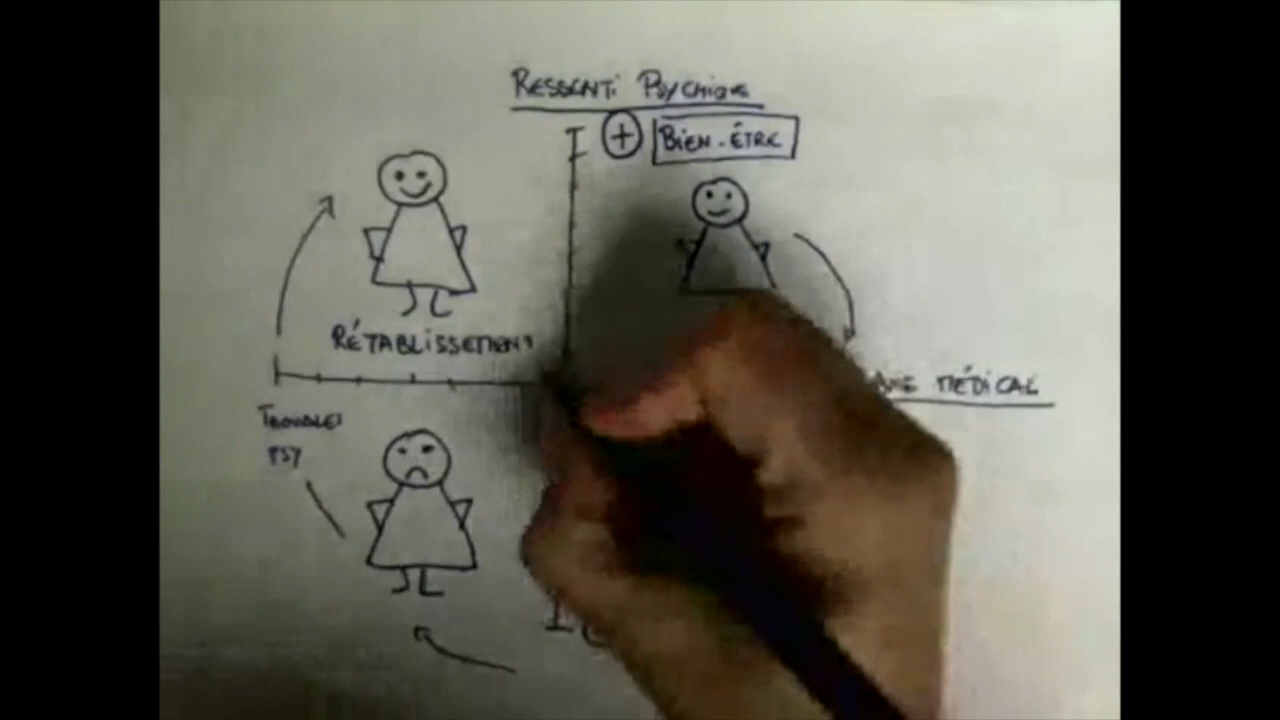 RESSENTI PSYCHIQUE
+ BIEN-ÊTRE
RÉTABLISSEMENT
MÉDICAL
TROUBLES
PSY